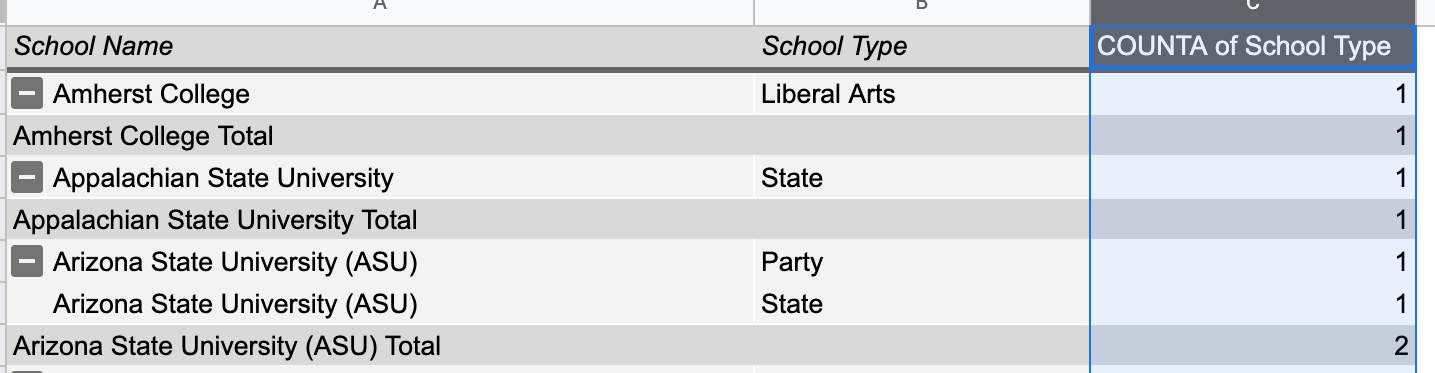 A B C
School Name School Type COUNTA of School Type
Amherst College Liberal Arts 1
Amherst College Total 1
Appalachian State University State 1
Appalachian State University Total 1
Arizona State University (ASU) Party 1
Arizona State University (ASU) State 1
Arizona State University (ASU) Total 2